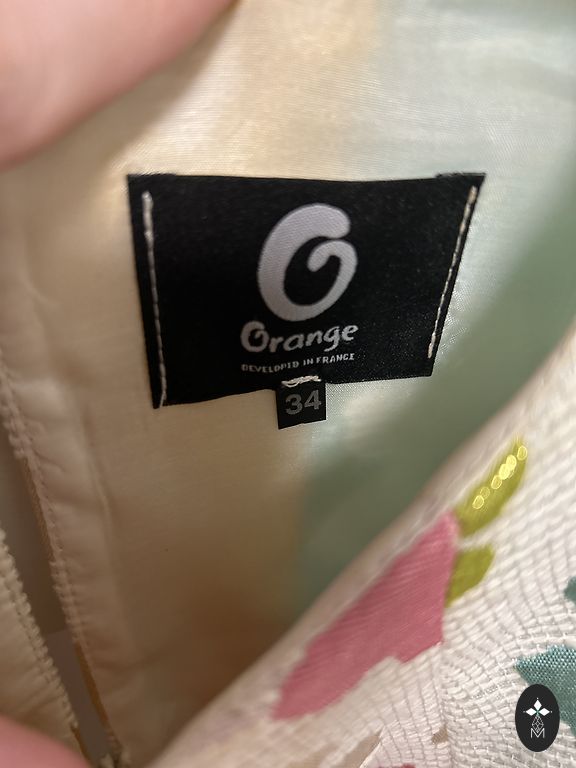 Orange
DEVELOPED IN FRANCE
34
M